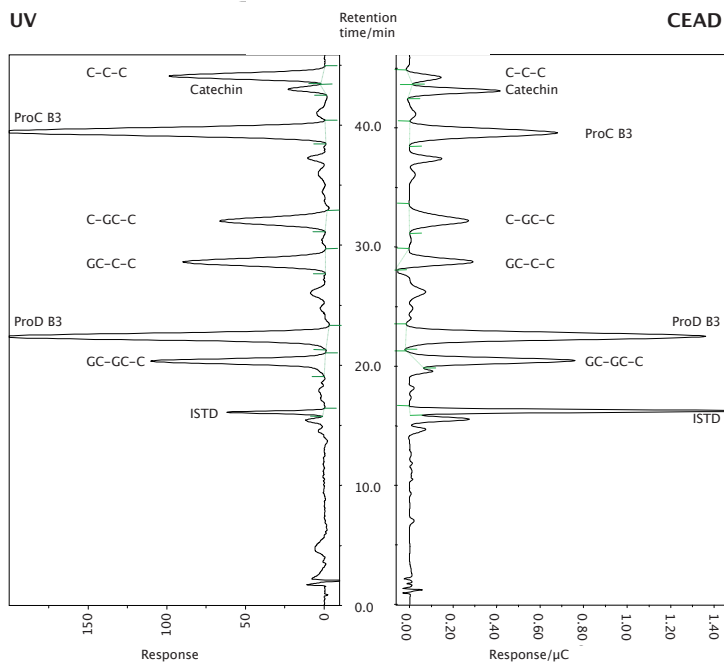 UV
Retention
time/min
CEAD
C–C–C
Catechin
ProC B3
C–GC–C
GC–C–C
ProD B3
GC–GC–C
ISTD
40.0
30.0
20.0
10.0
0.0
C–C–C
Catechin
ProC B3
C–GC–C
GC–C–C
ProD B3
GC–GC–C
ISTD
150
100
50
0
Response
0.00
0.20
0.40
0.60
0.80
1.00
1.20
1.40
Response/µC